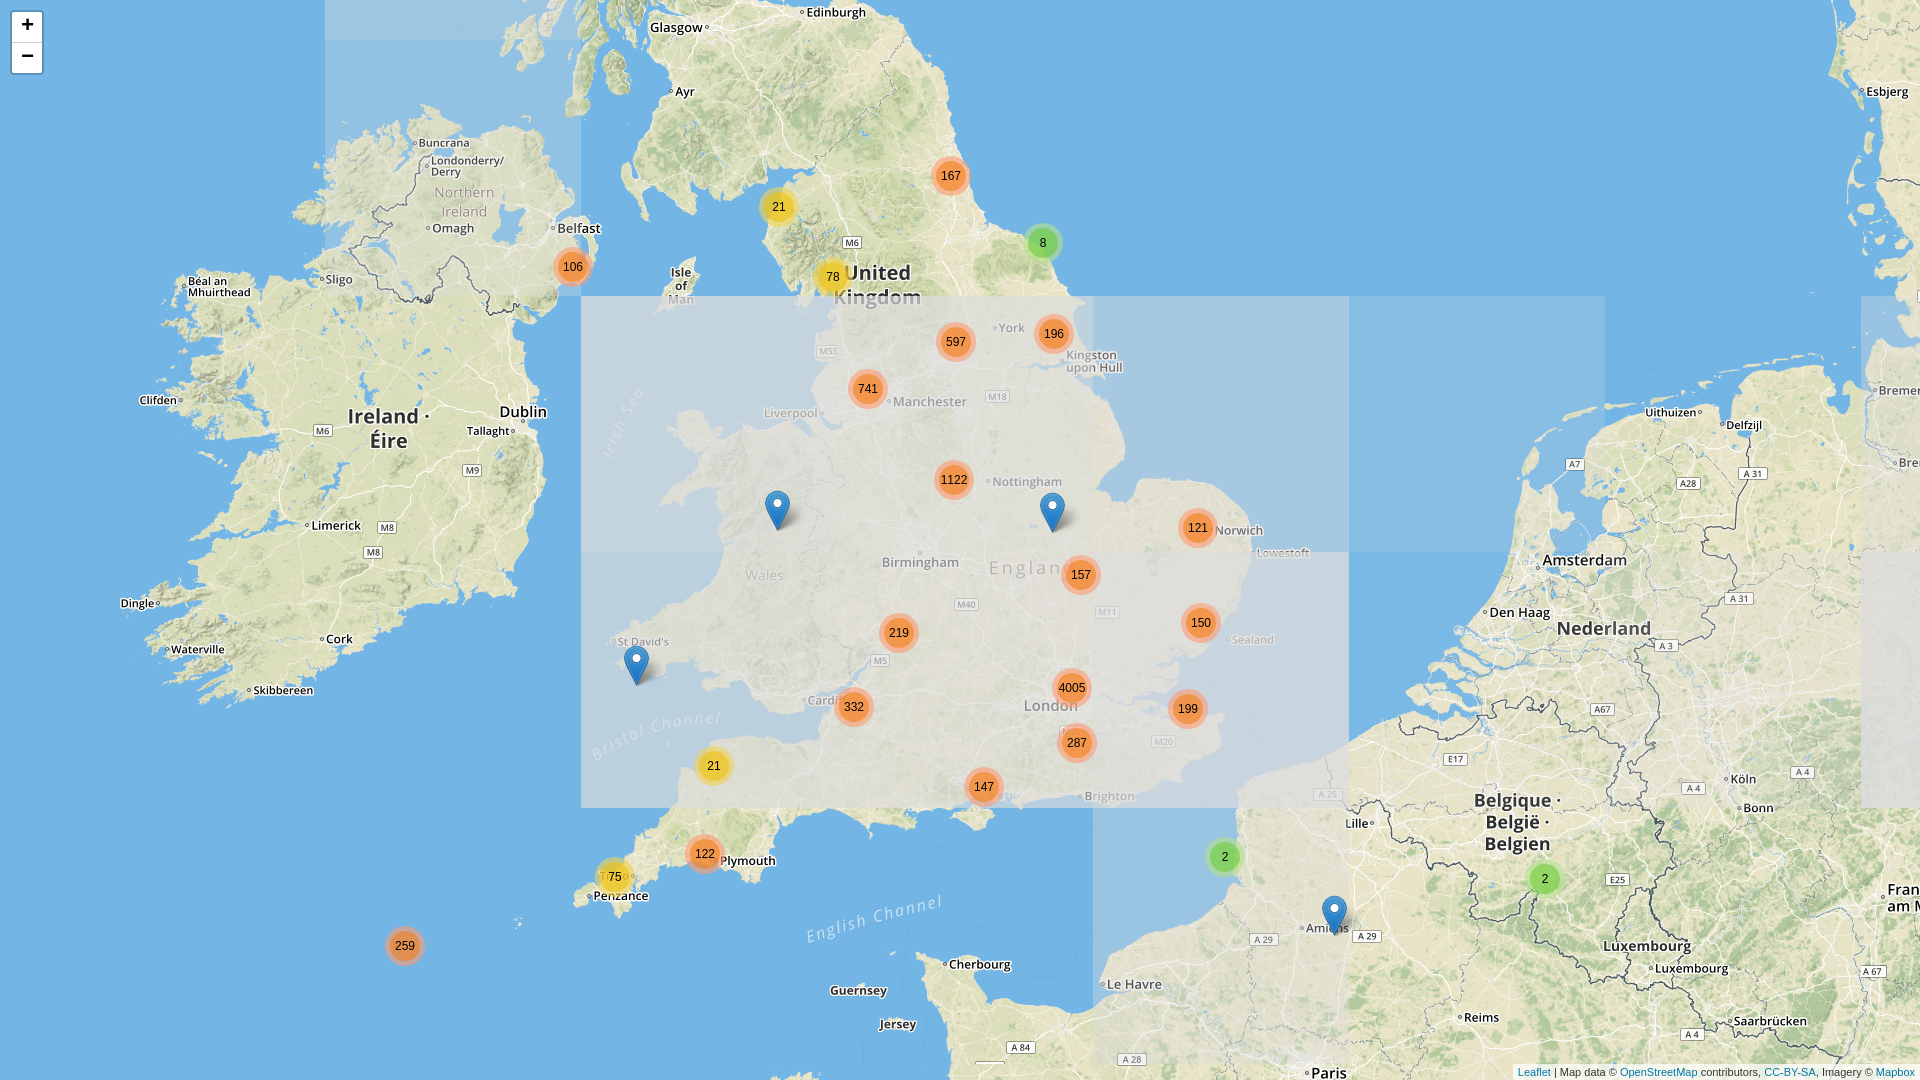 +
−
Edinburgh
Glasgow
Ayr
Esbjerg
Buncrana
Londonderry/
Derry
Northern
Ireland
Omagh
Belfast
167
21
8
M6
106
78
United
Kingdom
Isle
of
Man
Sligo
Béal an
Mhuirthead
York
196
597
M55
Kingston
upon Hull
741
Manchester
M18
Liverpool
Irish Sea
Clifden
Ireland ·
Éire
Dublin
Tallaght
M6
M9
Uithuizen
Delfzijl
A7
A 31
A28
1122
Nottingham
121
Norwich
Lowestoft
Limerick
M8
M8
Birmingham
Wales
157
Amsterdam
Dingle
M40
M11
A 31
Den Haag
Nederland
219
150
Sealand
Cork
Waterville
St David's
A 3
M5
4005
Skibbereen
332
London
199
A67
Bristol Channel
287
M20
E17
21
147
Brighton
A 25
A 4
Köln
A 4
Bonn
Belgique ·
België ·
Belgien
Lille
122
Plymouth
2
75
Penzance
2
E25
English Channel
259
Amiens
A 29
A 29
Luxembourg
Luxembourg
A 67
Cherbourg
Guernsey
Le Havre
Jersey
Reims
Saarbrücken
A 84
A 28
A 4
Paris
Leaflet | Map data © OpenStreetMap contributors, CC-BY-SA, Imagery © Mapbox